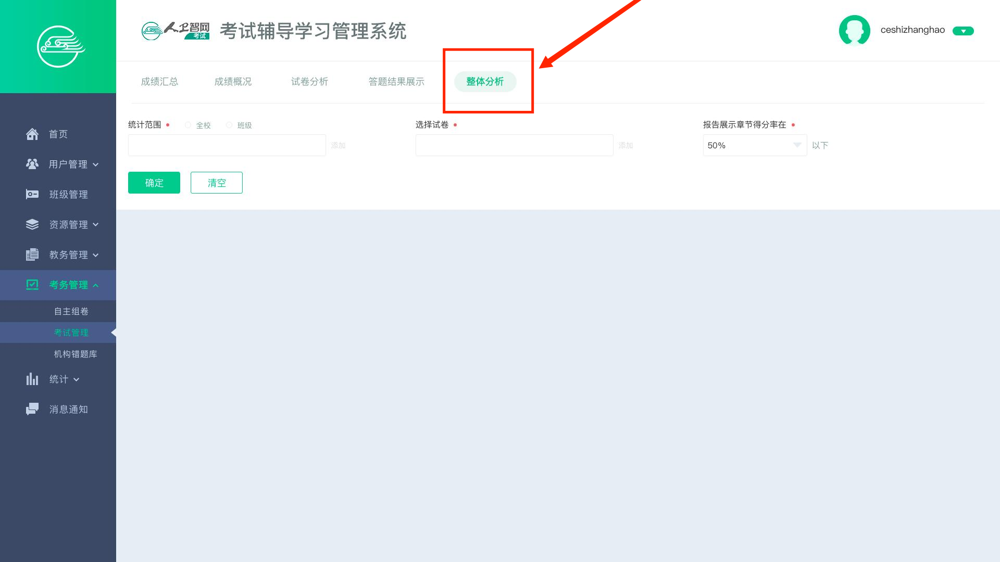 人卫智网
考试
考试辅导学习管理系统
ceshizhanghao
成绩汇总
成绩概况
试卷分析
答题结果展示
整体分析
首页
用户管理
班级管理
资源管理
教务管理
考务管理
自主组卷
考试管理
机构错题库
统计
消息通知
统计范围
全校
班级
添加
选择试卷
添加
报告展示章节得分率在
50%
以下
确定
清空